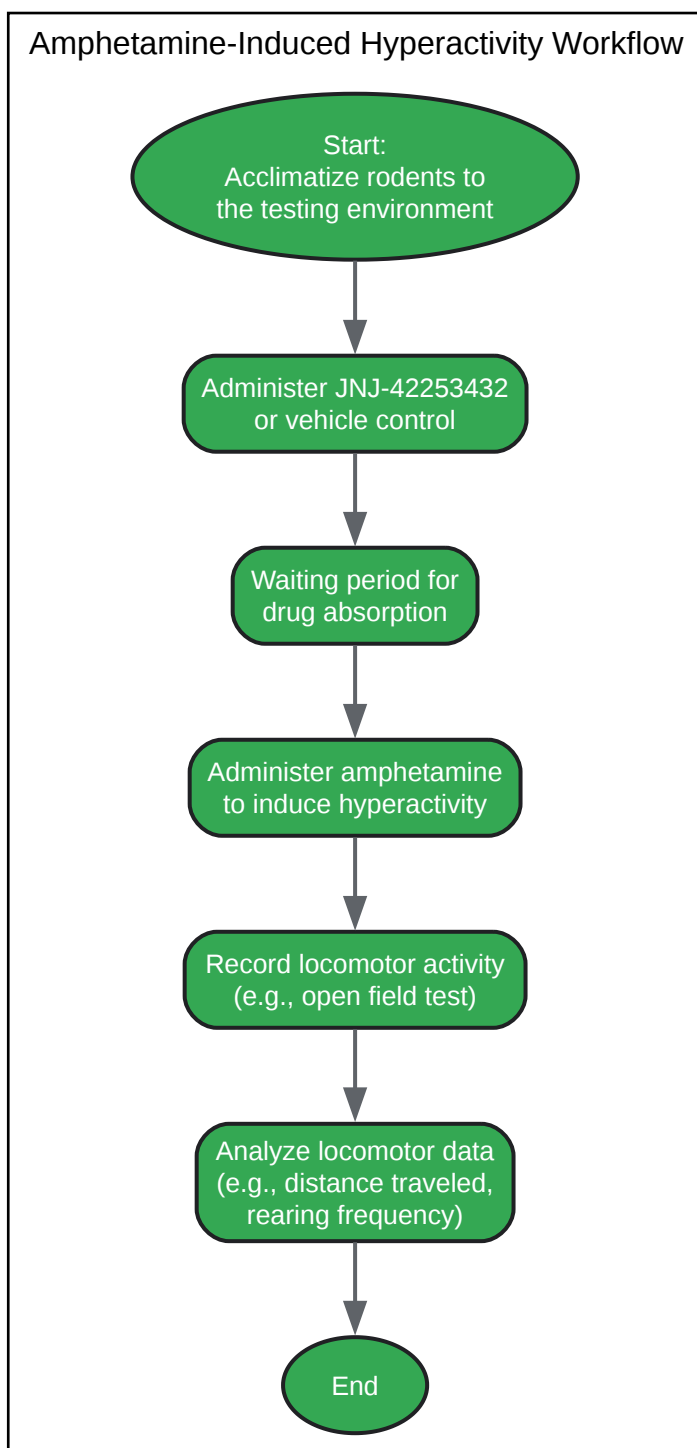 Amphetamine-Induced Hyperactivity Workflow
Start:
Acclimatize rodents to
the testing environment
Administer JNJ-42253432
or vehicle control
Waiting period for
drug absorption
Administer amphetamine
to induce hyperactivity
Record locomotor activity
(e.g., open field test)
Analyze locomotor data
(e.g., distance traveled,
rearing frequency)
End